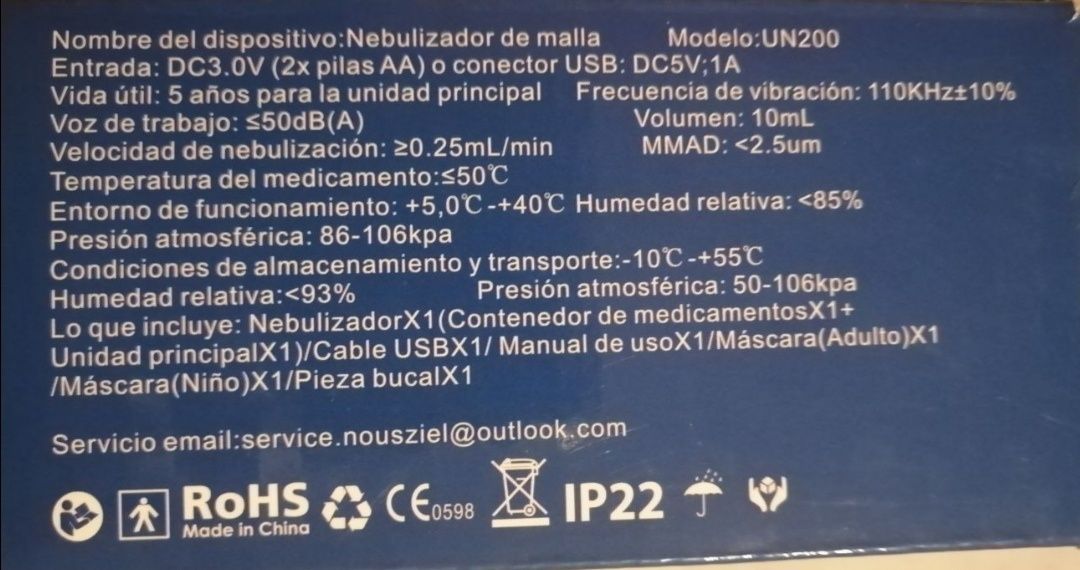 Nombre del dispositivo:Nebulizador de malla Modelo:UN200
Entrada: DC3.0V (2x pilas AA) o conector USB: DC5V;1A
Vida útil: 5 años para la unidad principal Frecuencia de vibración: 110KHz±10%
Voz de trabajo: ≤50dB(A) Volumen: 10mL
Velocidad de nebulización: ≥0.25mL/min MMAD: <2.5um
Temperatura del medicamento:≤50℃
Entorno de funcionamiento: +5,0℃-+40℃ Humedad relativa: <85%
Presión atmosférica: 86-106kpa
Condiciones de almacenamiento y transporte:-10℃-+55℃
Humedad relativa:<93% Presión atmosférica: 50-106kpa
Lo que incluye: NebulizadorX1(Contenedor de medicamentosX1+
Unidad principalX1)/Cable USBX1/ Manual de usoX1/Máscara(Adulto)X1
/Máscara(Niño)X1/Pieza bucalX1
Servicio email:service.nousziel@outlook.com
RoHS CE0598 IP22
Made in China